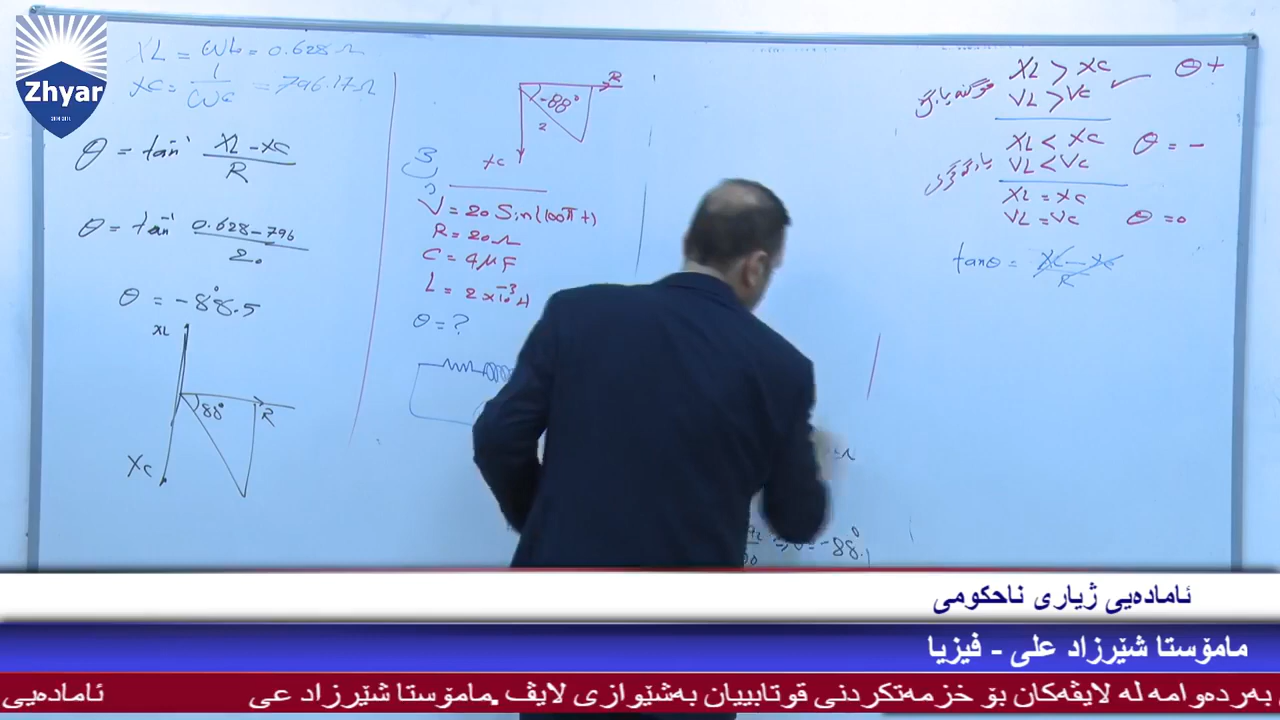 Zhyar
XL = ωL = 0.628 Ω
XC = 1/ωC = 796.17 Ω
θ = tan⁻¹ XL - XC / R
θ = tan⁻¹ 0.628 - 796 / 20
θ = -88.5°
XL
88°
R
XC
R
-88°
Z
XC
V = 20 Sin(100πt)
R = 20 Ω
C = 4 μF
L = 2×10⁻³ H
θ = ?
θ = -88.1°
XL > XC
VL > VC
θ +
XL < XC
VL < VC
θ = -
XL = XC
VL = VC
θ = 0
tanθ = XL - XC / R
ئامادەیی ژیاری ناحکومی
مامۆستا شێرزاد علی - فیزیا
بەردەوامە لە لایڤەکان بۆ خزمەتکردنی قوتابییان بەشێوازی لایڤ .مامۆستا شێرزاد عی ئامادەیی